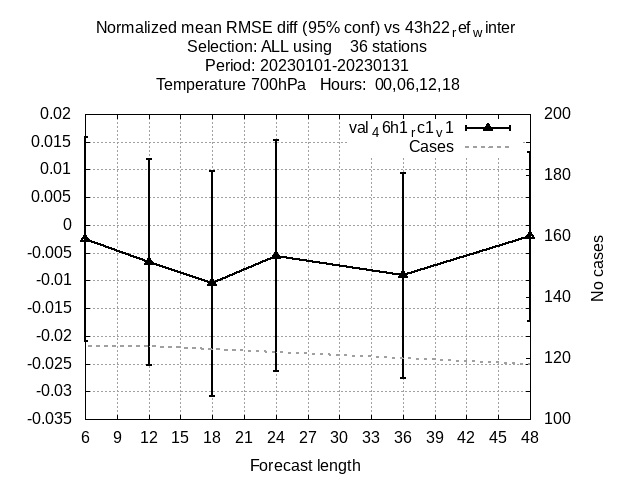 Normalized mean RMSE diff (95% conf) vs 43h22refwinter
Selection: ALL using 36 stations
Period: 20230101-20230131
Temperature 700hPa Hours: 00,06,12,18
val46h1rc1v1
Cases
0.02
0.015
0.01
0.005
0
-0.005
-0.01
-0.015
-0.02
-0.025
-0.03
-0.035
200
180
160
140
120
100
No cases
6 9 12 15 18 21 24 27 30 33 36 39 42 45 48
Forecast length